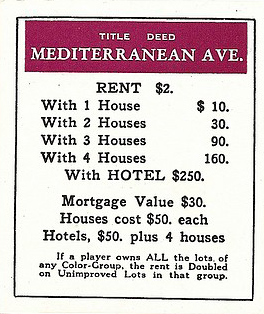 TITLE DEED
MEDITERRANEAN AVE.
RENT $2.
With 1 House $ 10.
With 2 Houses 30.
With 3 Houses 90.
With 4 Houses 160.
With HOTEL $250.
Mortgage Value $30.
Houses cost $50. each
Hotels, $50. plus 4 houses
If a player owns ALL the lots of
any Color-Group, the rent is Doubled
on Unimproved Lots in that group.